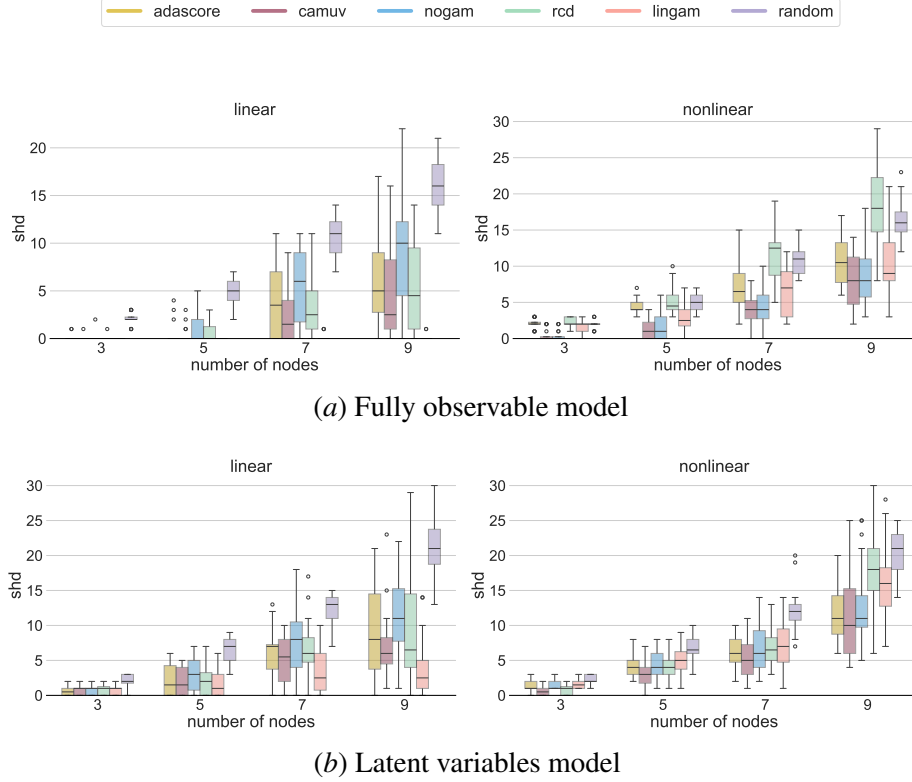 adascore camuv nogam rcd lingam random
linear nonlinear
30
25
20
15
10
5
0
shd
20
15
10
5
0
shd
3 5 7 9 3 5 7 9
number of nodes number of nodes
(a) Fully observable model
linear nonlinear
30 30
25 25
20 20
15 15
10 10
5 5
0 0
shd shd
3 5 7 9 3 5 7 9
number of nodes number of nodes
(b) Latent variables model